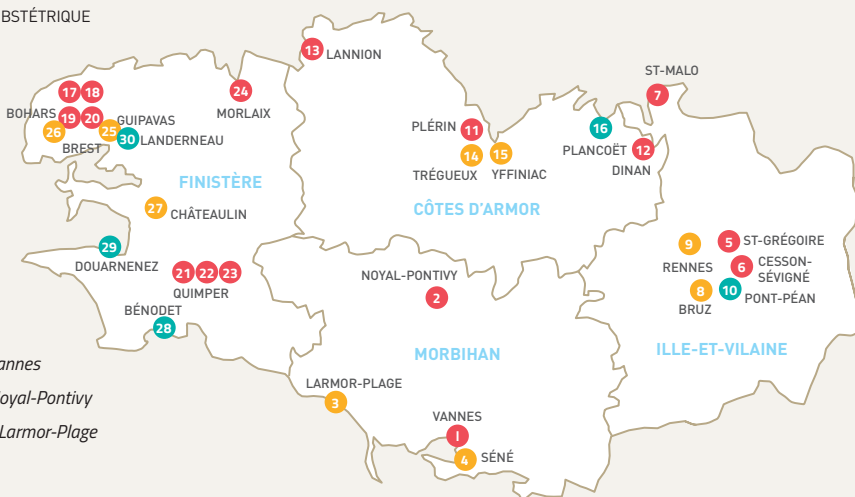 BSTÉTRIQUE
13 LANNION
ST-MALO
7
17 18
24
MORLAIX
BOHARS 19 20 GUIPAVAS
26 25 30 LANDERNEAU
BREST
PLÉRIN 11
16
PLANCOËT 12
DINAN
14 15
TRÉGUEUX YFFINIAC
FINISTÈRE
CÔTES D'ARMOR
27 CHÂTEAULIN
29
DOUARNENEZ
9 5 ST-GRÉGOIRE
RENNES 6 CESSON-
SÉVIGNÉ
8 10 PONT-PÉAN
BRUZ
21 22 23
QUIMPER
NOYAL-PONTIVY
2
BÉNODET
28
MORBIHAN
ILLE-ET-VILAINE
annes
oyal-Pontivy
Larmor-Plage
LARMOR-PLAGE
3
VANNES
1
4 SÉNÉ